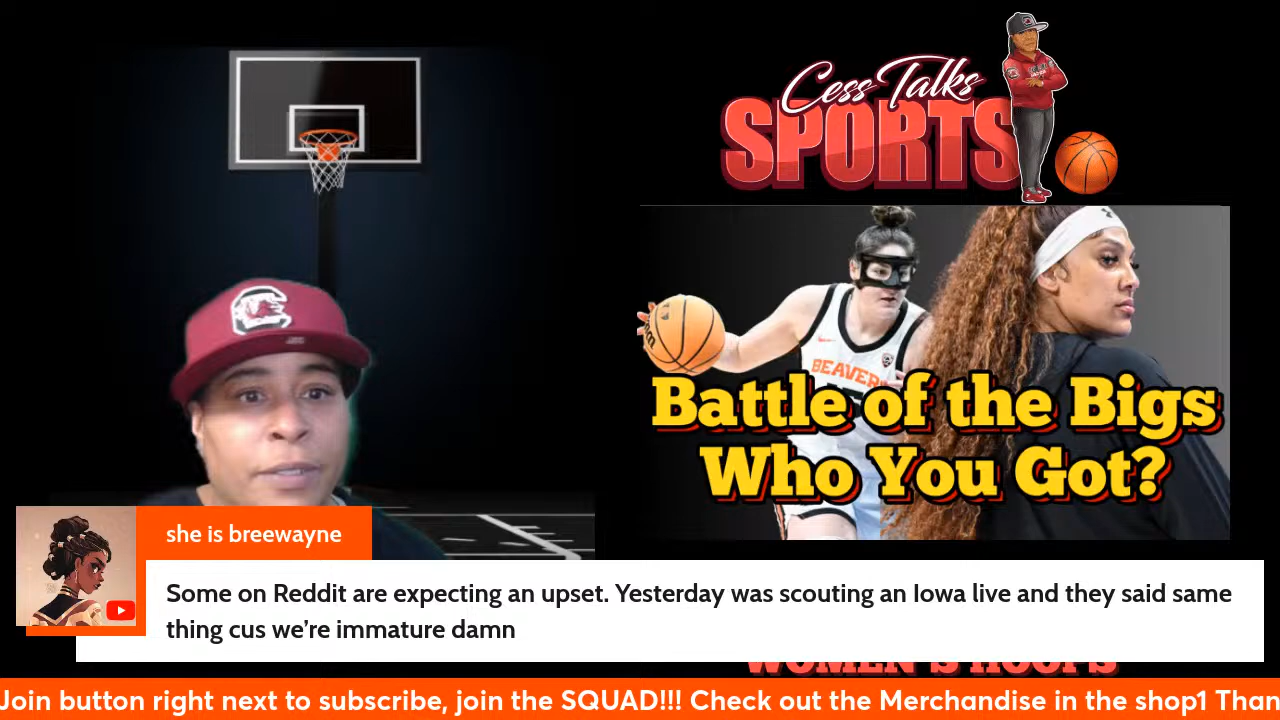 Cess Talks
SPORTS
BEAVERS
Battle of the Bigs
Who You Got?
she is breewayne
Some on Reddit are expecting an upset. Yesterday was scouting an Iowa live and they said same
thing cus we're immature damn
WOMEN'S HOOPS
Join button right next to subscribe, join the SQUAD!!! Check out the Merchandise in the shop1 Than